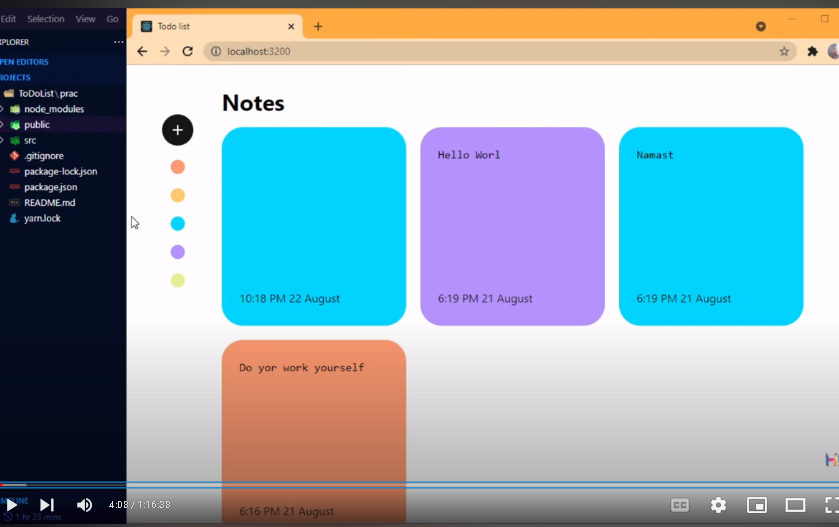 Edit Selection View Go
Todo list
localhost:3200
XPLORER
PEN EDITORS
ROJECTS
ToDoList\prac
node_modules
public
src
.gitignore
package-lock.json
package.json
README.md
yarn.lock
Notes
Hello Worl
Namast
10:18 PM 22 August
6:19 PM 21 August
6:19 PM 21 August
Do yor work yourself
6:16 PM 21 August
MELINE
4:08 / 1:16:38
CC
1 hr 23 mins